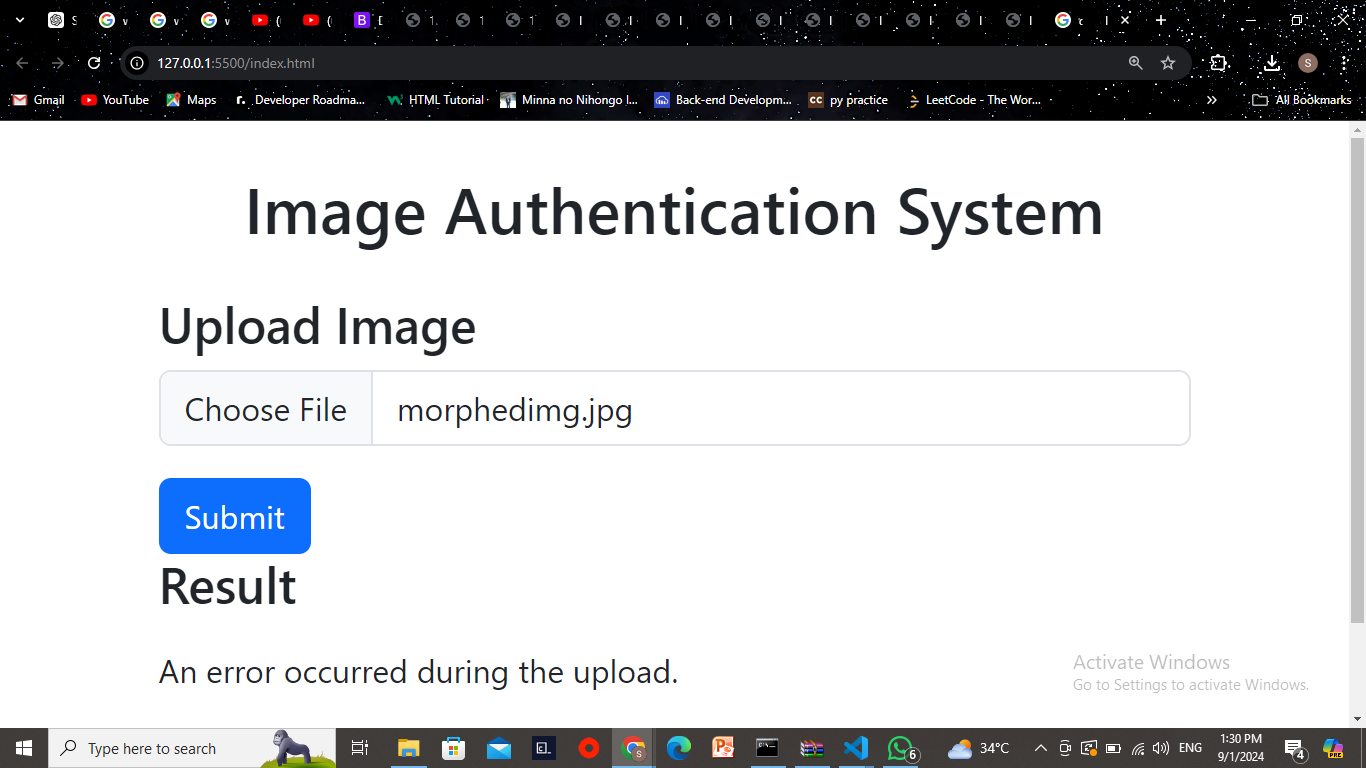 127.0.0.1:5500/index.html
S
Gmail
YouTube
Maps
Developer Roadma...
HTML Tutorial
Minna no Nihongo I...
Back-end Developm...
py practice
LeetCode - The Wor...
»
All Bookmarks
Image Authentication System
Upload Image
Choose File
morphedimg.jpg
Submit
Result
An error occurred during the upload.
Activate Windows
Go to Settings to activate Windows.
Type here to search
6
34°C
ENG
1:30 PM
9/1/2024
4
PRE